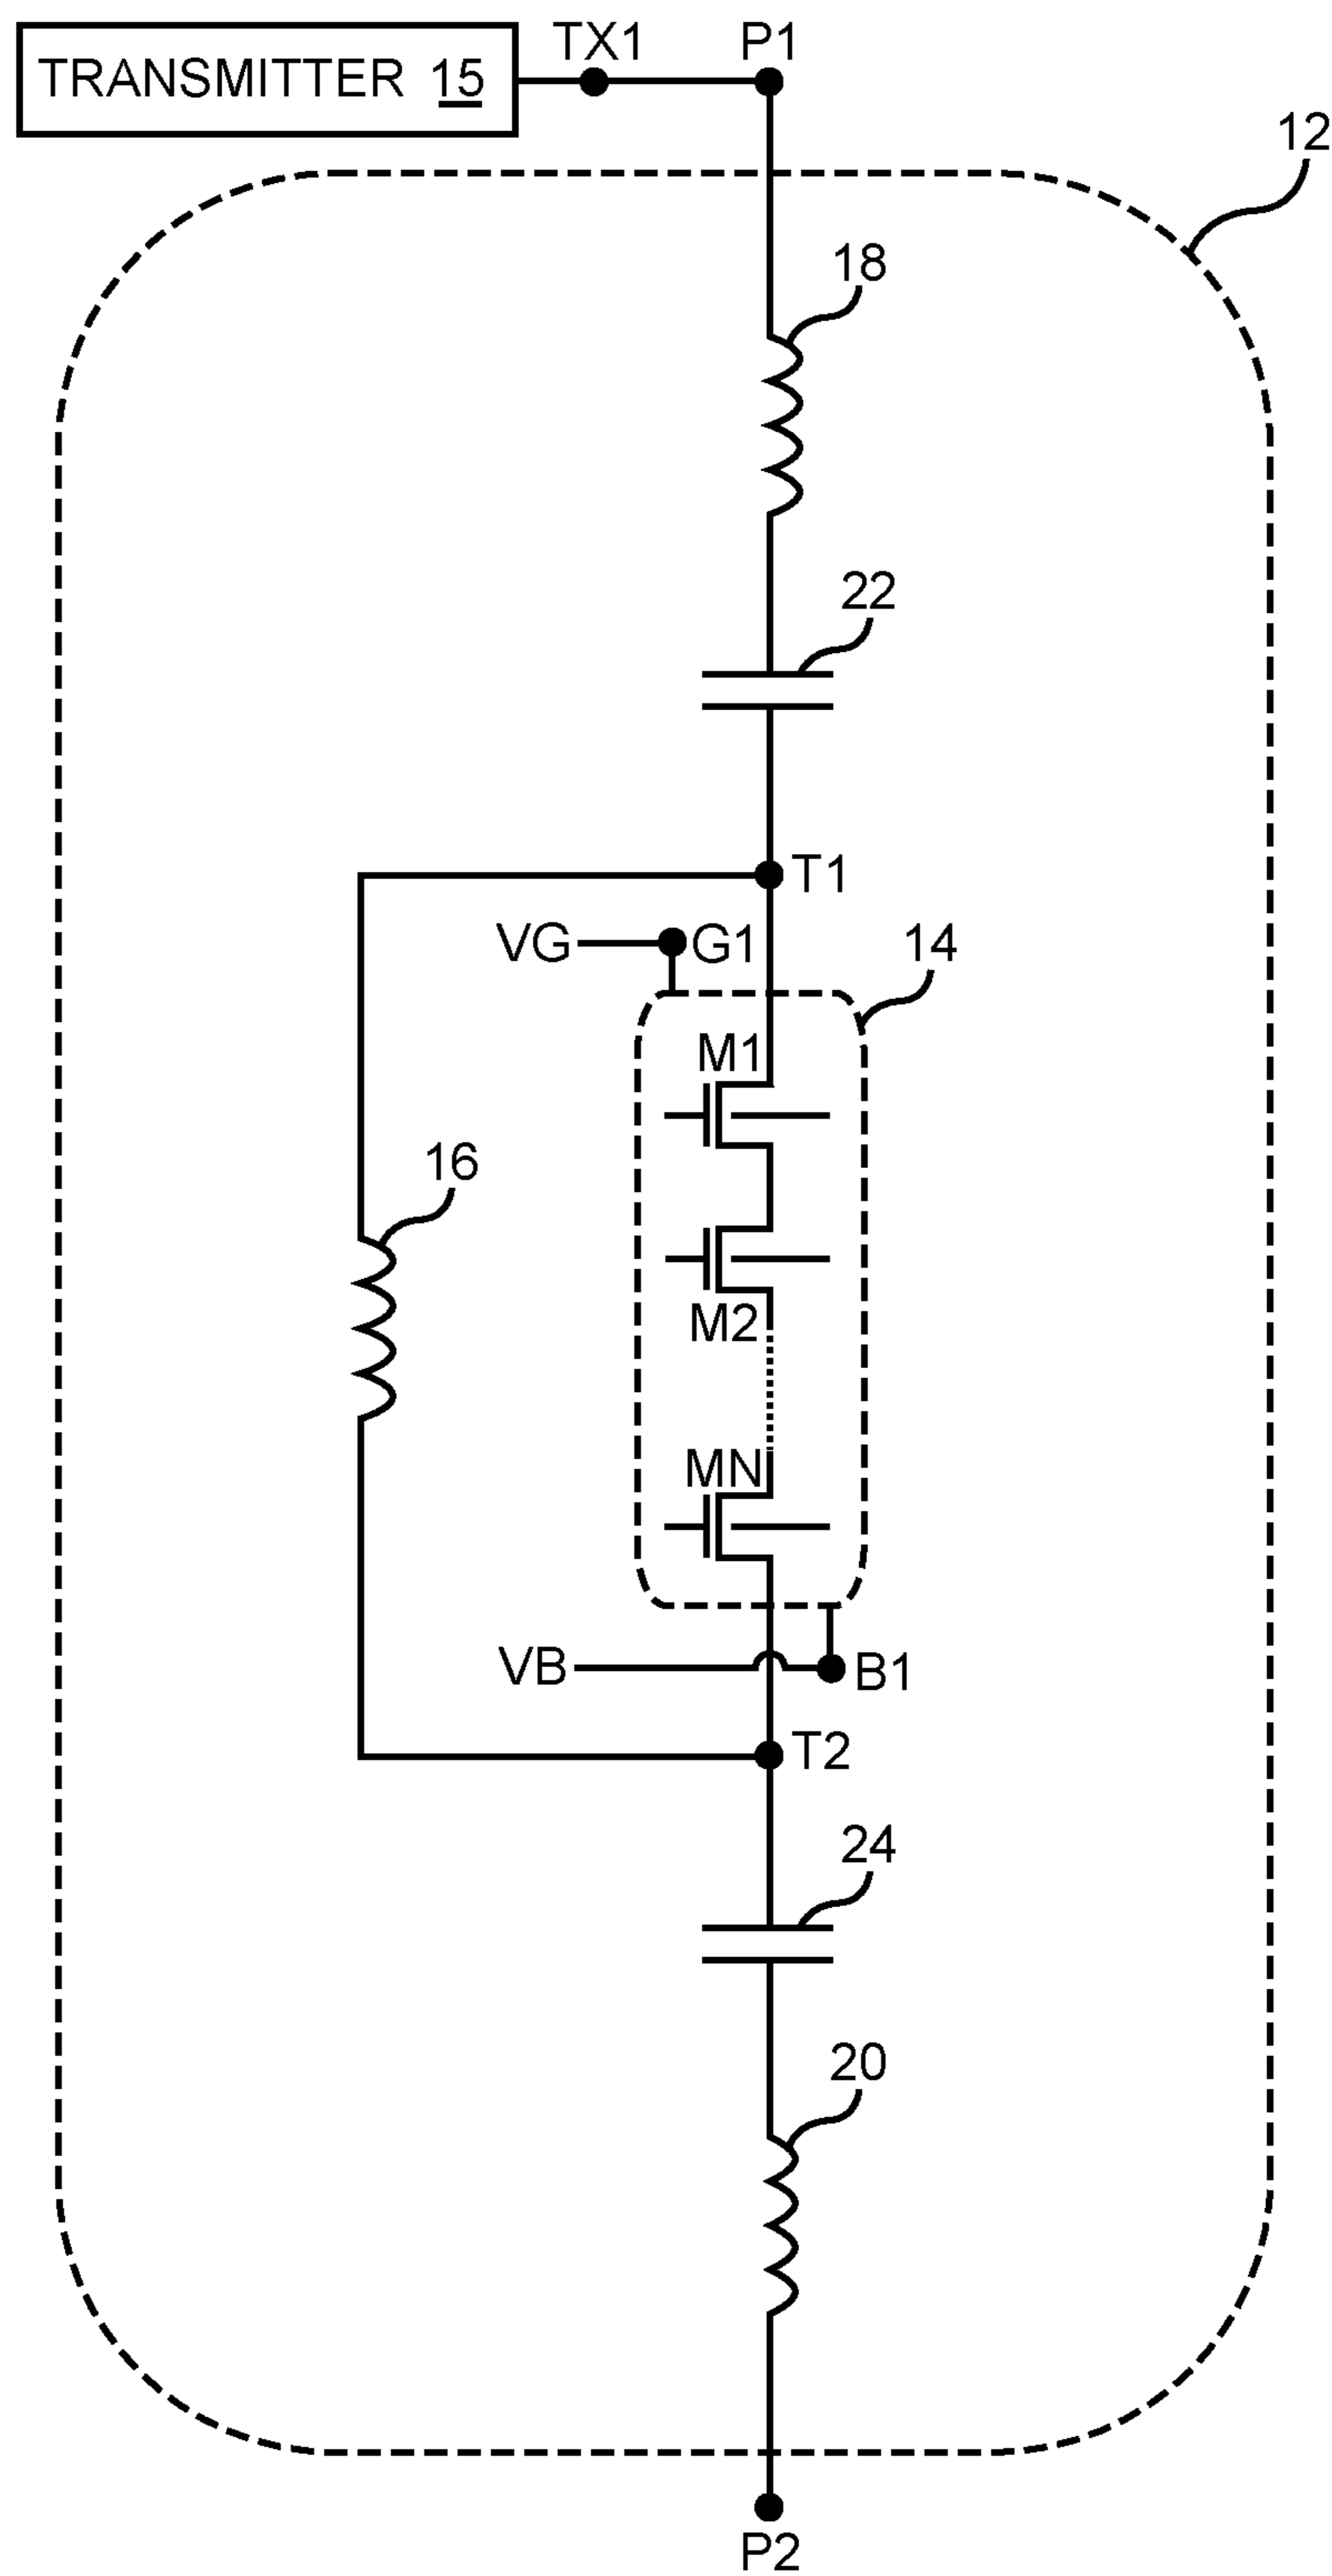 TX1 P1
TRANSMITTER 15
12
18
22
T1
VG G1 14
M1
16
M2
MN
VB B1
T2
24
20
P2